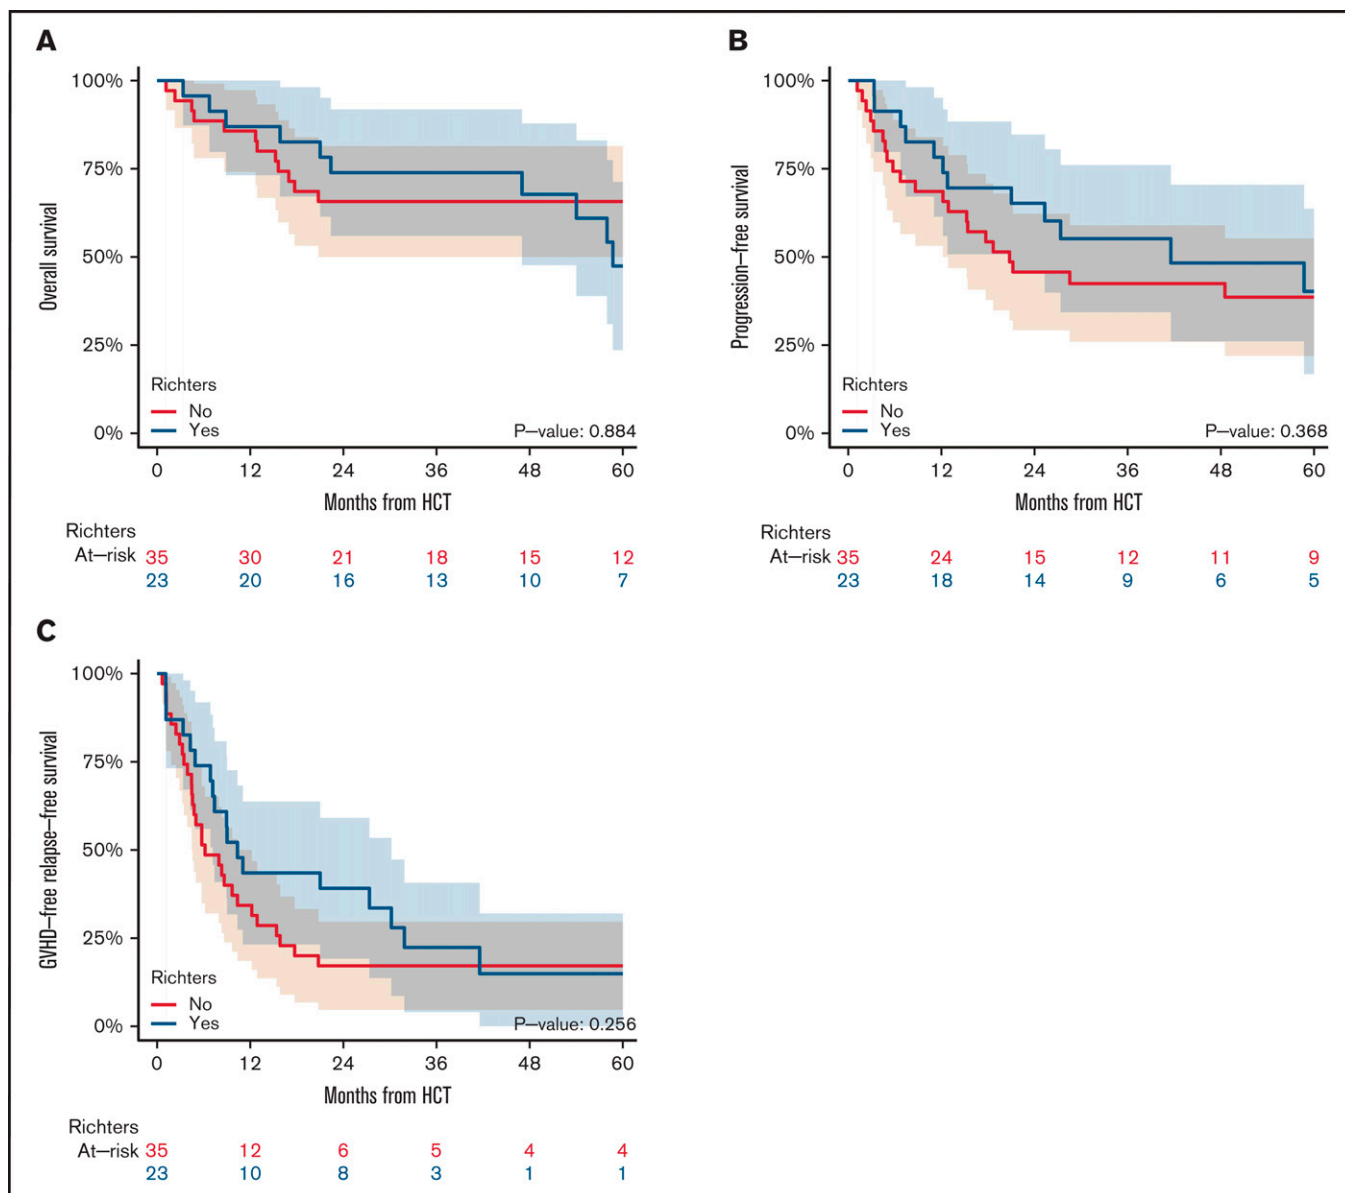 A
Overall survival
100%
75%
50%
25%
0%
Richters
No
Yes
P—value: 0.884
0 12 24 36 48 60
Months from HCT
Richters
At—risk 35 30 21 18 15 12
23 20 16 13 10 7
B
Progression—free survival
100%
75%
50%
25%
0%
Richters
No
Yes
P—value: 0.368
0 12 24 36 48 60
Months from HCT
Richters
At—risk 35 24 15 12 11 9
23 18 14 9 6 5
C
GVHD—free relapse—free survival
100%
75%
50%
25%
0%
Richters
No
Yes
P—value: 0.256
0 12 24 36 48 60
Months from HCT
Richters
At—risk 35 12 6 5 4 4
23 10 8 3 1 1